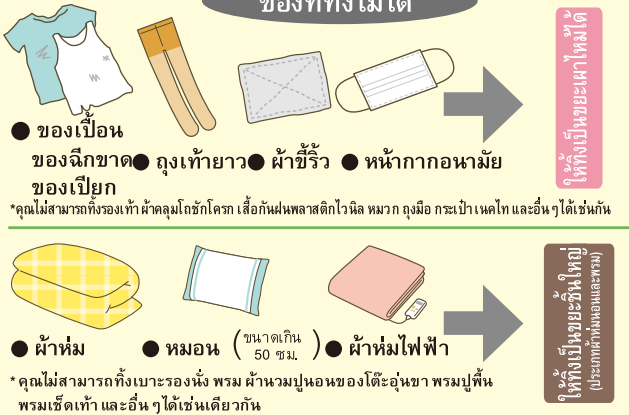 ของที่ทิ้งไม่ได้
● ของเปื้อน
ของฉีกขาด
ของเปียก
● ถุงเท้ายาว
● ผ้าขี้ริ้ว
● หน้ากากอนามัย
ให้ทิ้งเป็นขยะเผาไหม้ได้
*คุณไม่สามารถทิ้งรองเท้า ผ้าคลุมโถชักโครก เสื้อกันฝนพลาสติกไวนิล หมวก ถุงมือ กระเป๋า เนคไท และอื่น ๆ ได้เช่นกัน
● ผ้าห่ม
● หมอน (ขนาดเกิน
50 ซม.)
● ผ้าห่มไฟฟ้า
ให้ทิ้งเป็นขยะชิ้นใหญ่
(ประเภทผ้าห่มนอนและพรม)
*คุณไม่สามารถทิ้งเบาะรองนั่ง พรม ผ้านวมปูนอนของโต๊ะอุ่นขา พรมปูพื้น
พรมเช็ดเท้า และอื่น ๆ ได้เช่นเดียวกัน